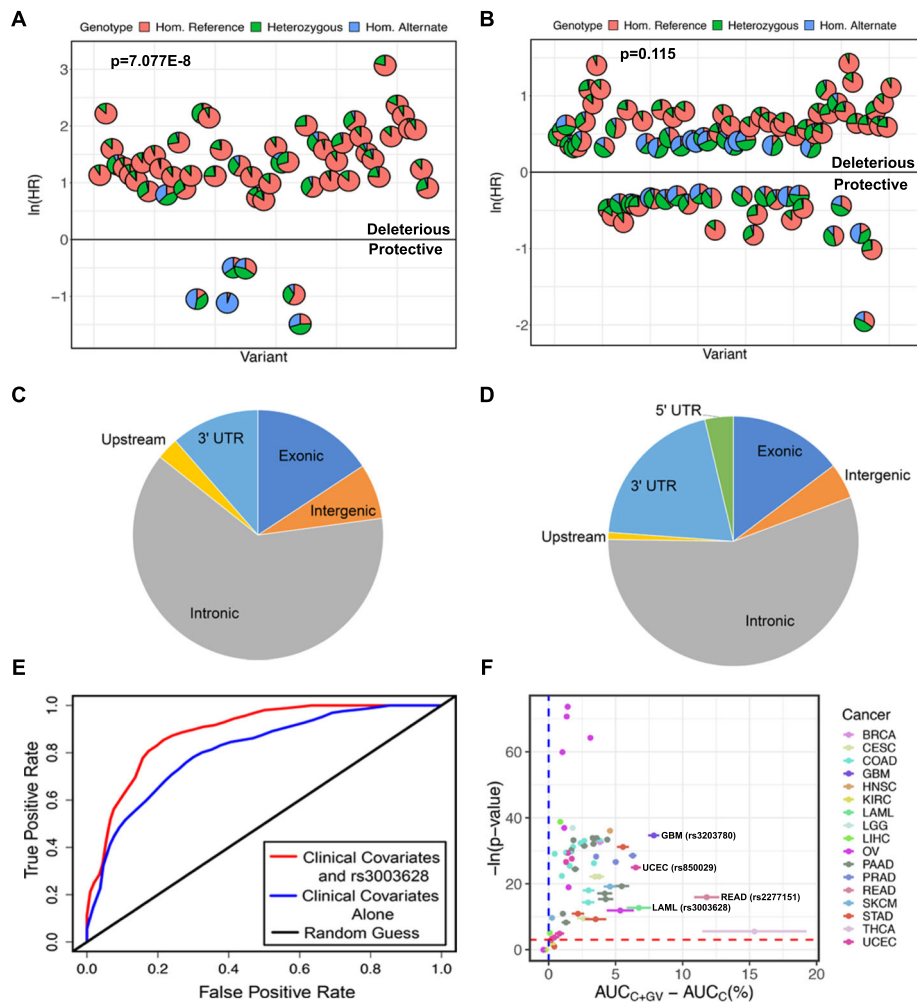 A
Genotype Hom. Reference Heterozygous Hom. Alternate
p=7.077E-8
ln(HR)
3
2
1
0
−1
Deleterious
Protective
Variant
B
Genotype Hom. Reference Heterozygous Hom. Alternate
p=0.115
ln(HR)
1
0
-1
-2
Deleterious
Protective
Variant
C
Upstream
3' UTR
Exonic
Intergenic
Intronic
D
5' UTR
3' UTR
Exonic
Intergenic
Upstream
Intronic
E
True Positive Rate
1.0
0.8
0.6
0.4
0.2
0.0
Clinical Covariates
and rs3003628
Clinical Covariates
Alone
Random Guess
0.0 0.2 0.4 0.6 0.8 1.0
False Positive Rate
F
−ln(p−value)
60
40
20
0
GBM (rs3203780)
UCEC (rs850029)
READ (rs2277151)
LAML (rs3003628)
0 5 10 15 20
AUCC+GV − AUCC(%)
Cancer
BRCA
CESC
COAD
GBM
HNSC
KIRC
LAML
LGG
LIHC
OV
PAAD
PRAD
READ
SKCM
STAD
THCA
UCEC